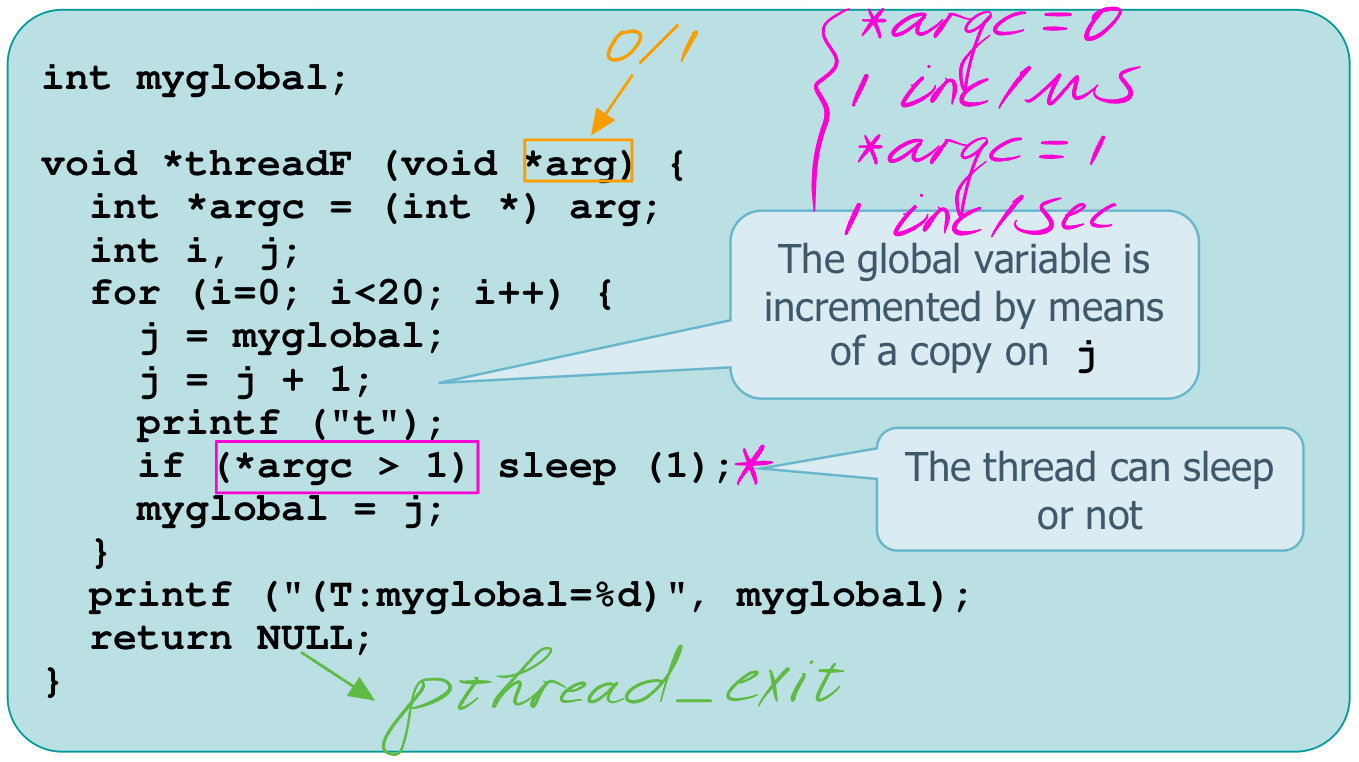 int myglobal;
void *threadF (void *arg) {
int *argc = (int *) arg;
int i, j;
for (i=0; i<20; i++) {
j = myglobal;
j = j + 1;
printf ("t");
if (*argc > 1) sleep (1);*
myglobal = j;
}
printf ("(T:myglobal=%d)", myglobal);
return NULL;
}
0/1
*argc = 0
1 inc/ms
*argc = 1
1 inc/sec
The global variable is
incremented by means
of a copy on j
The thread can sleep
or not
pthread_exit